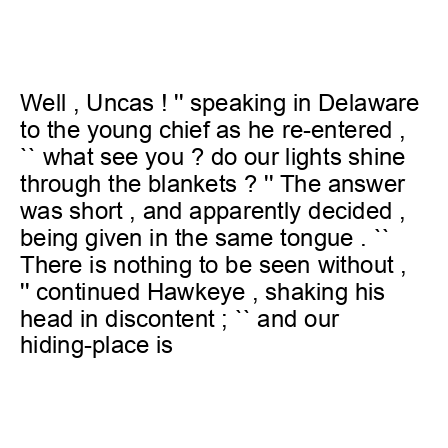 Well , Uncas ! '' speaking in Delaware
to the young chief as he re-entered ,
`` what see you ? do our lights shine
through the blankets ? '' The answer
was short , and apparently decided ,
being given in the same tongue . ``
There is nothing to be seen without ,
'' continued Hawkeye , shaking his
head in discontent ; `` and our
hiding-place is